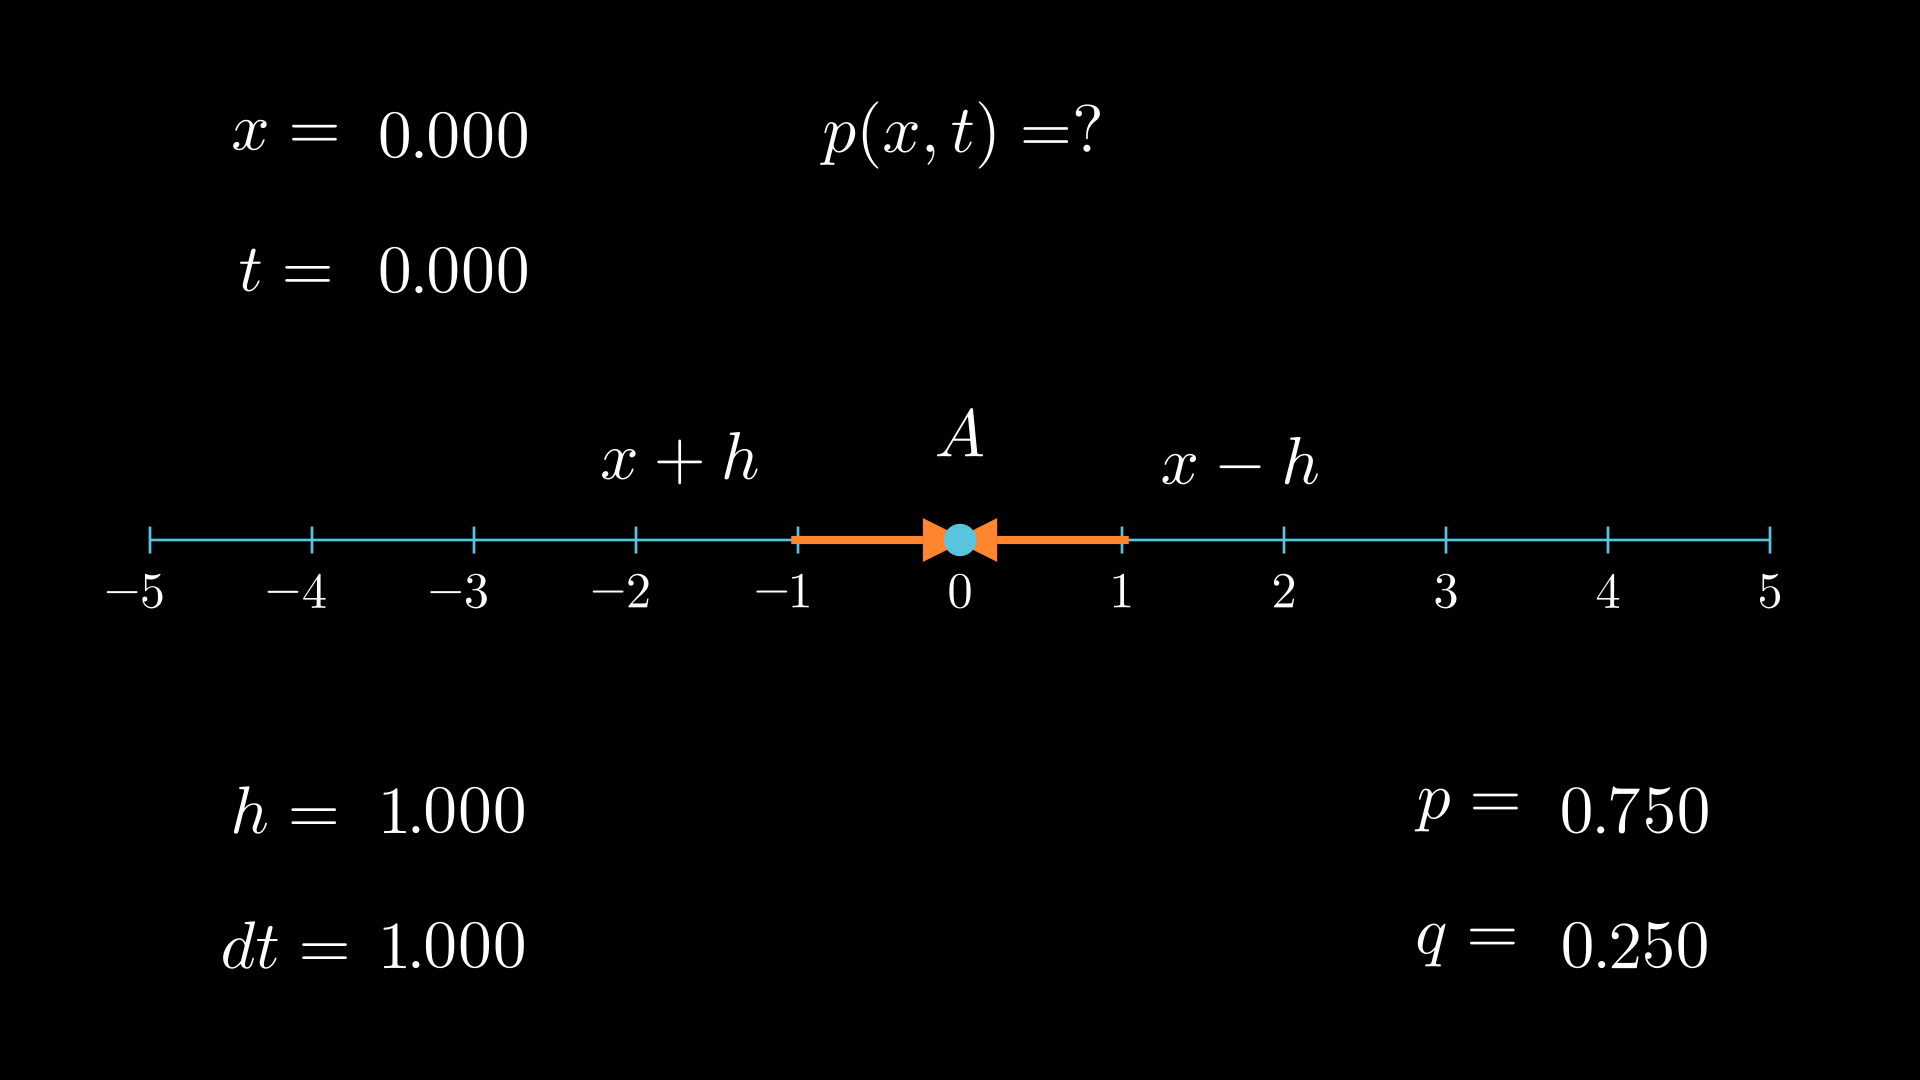 x = 0.000
p(x, t) =?
t = 0.000
A
x + h
x − h
−5 −4 −3 −2 −1 0 1 2 3 4 5
h = 1.000
p = 0.750
dt = 1.000
q = 0.250